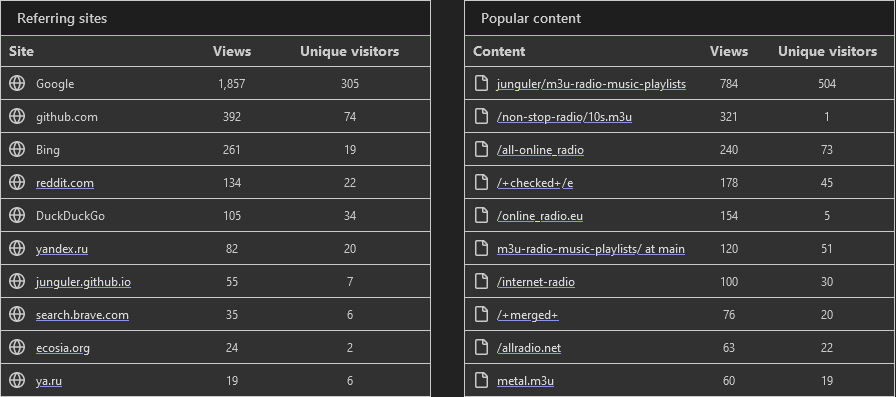 Referring sites
Site Views Unique visitors
Google 1,857 305
github.com 392 74
Bing 261 19
reddit.com 134 22
DuckDuckGo 105 34
yandex.ru 82 20
junguler.github.io 55 7
search.brave.com 35 6
ecosia.org 24 2
ya.ru 19 6
Popular content
Content Views Unique visitors
junguler/m3u-radio-music-playlists 784 504
/non-stop-radio/10s.m3u 321 1
/all-online_radio 240 73
/+checked+/e 178 45
/online_radio.eu 154 5
m3u-radio-music-playlists/ at main 120 51
/internet-radio 100 30
/+merged+ 76 20
/allradio.net 63 22
metal.m3u 60 19